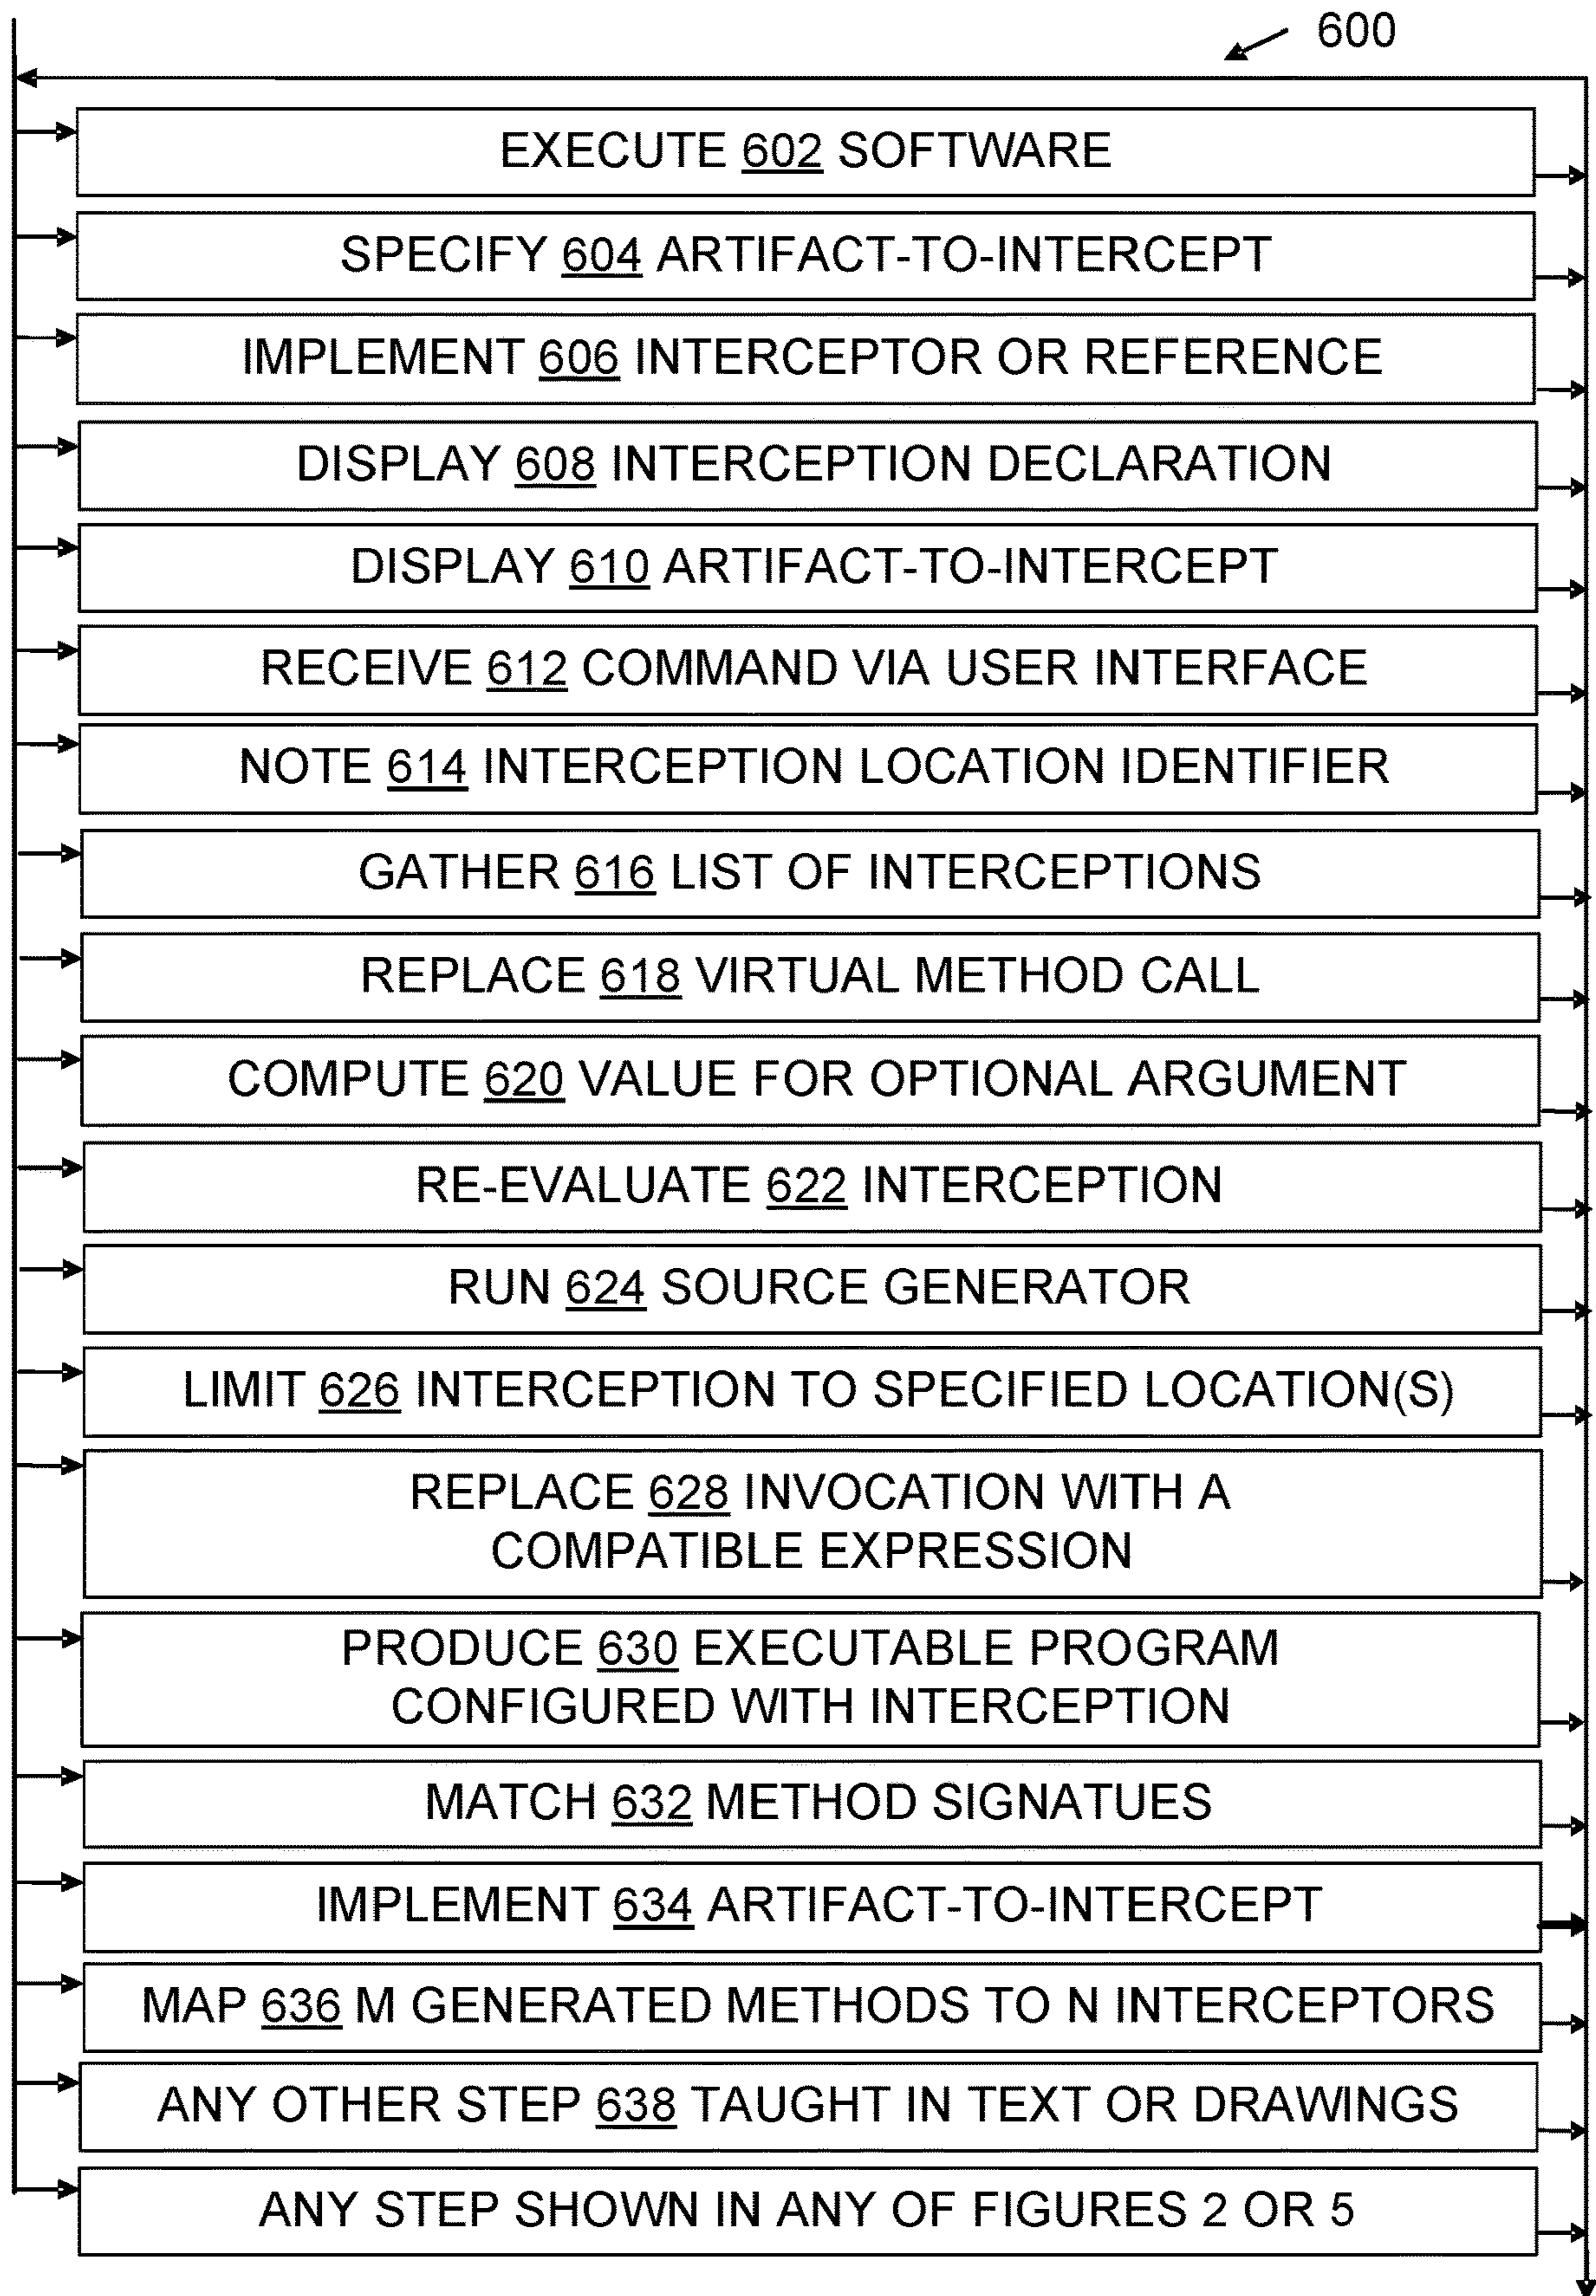 600
EXECUTE 602 SOFTWARE
SPECIFY 604 ARTIFACT-TO-INTERCEPT
IMPLEMENT 606 INTERCEPTOR OR REFERENCE
DISPLAY 608 INTERCEPTION DECLARATION
DISPLAY 610 ARTIFACT-TO-INTERCEPT
RECEIVE 612 COMMAND VIA USER INTERFACE
NOTE 614 INTERCEPTION LOCATION IDENTIFIER
GATHER 616 LIST OF INTERCEPTIONS
REPLACE 618 VIRTUAL METHOD CALL
COMPUTE 620 VALUE FOR OPTIONAL ARGUMENT
RE-EVALUATE 622 INTERCEPTION
RUN 624 SOURCE GENERATOR
LIMIT 626 INTERCEPTION TO SPECIFIED LOCATION(S)
REPLACE 628 INVOCATION WITH A
COMPATIBLE EXPRESSION
PRODUCE 630 EXECUTABLE PROGRAM
CONFIGURED WITH INTERCEPTION
MATCH 632 METHOD SIGNATUES
IMPLEMENT 634 ARTIFACT-TO-INTERCEPT
MAP 636 M GENERATED METHODS TO N INTERCEPTORS
ANY OTHER STEP 638 TAUGHT IN TEXT OR DRAWINGS
ANY STEP SHOWN IN ANY OF FIGURES 2 OR 5